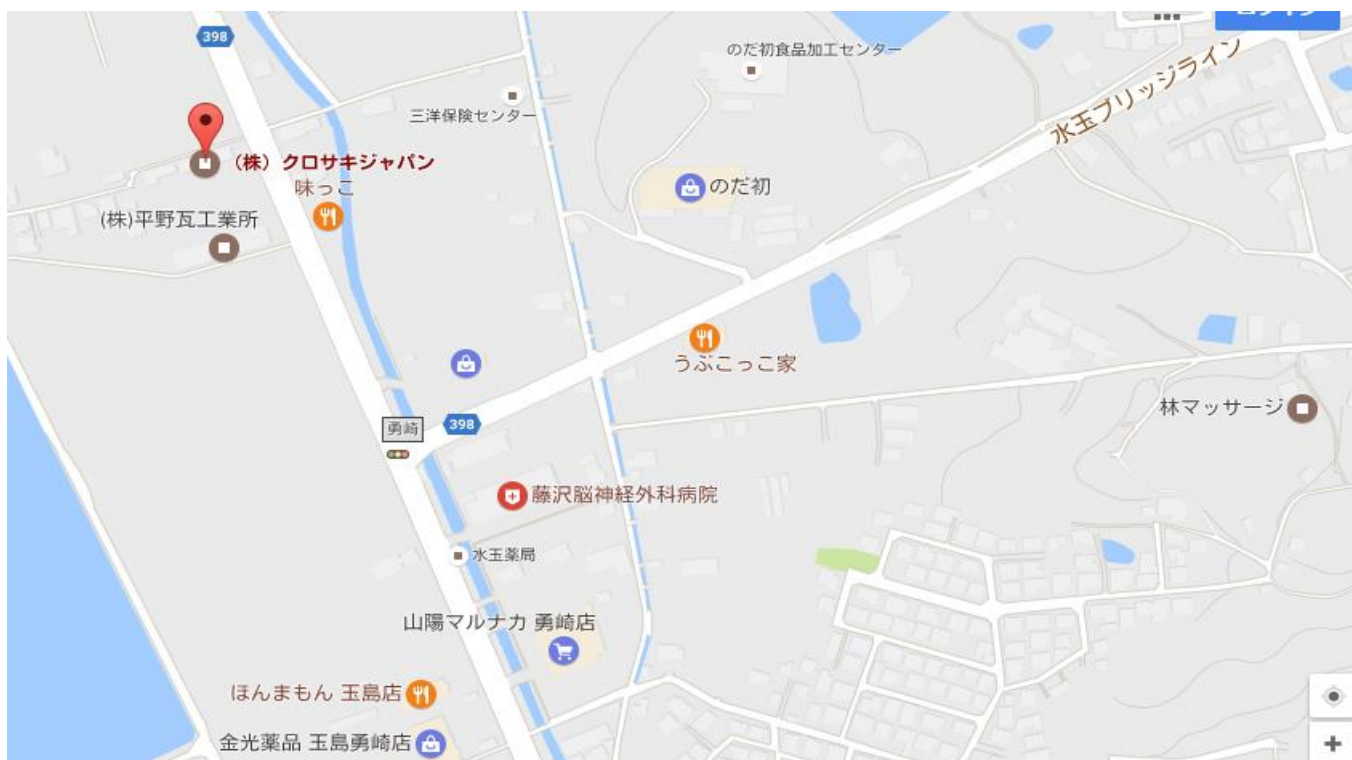 ログイン
398
のだ初食品加工センター
水玉ブリッジライン
三洋保険センター
(株) クロサキジャパン
味っこ
のだ初
(株)平野瓦工業所
うぶこっこ家
林マッサージ
勇崎
398
藤沢脳神経外科病院
水玉薬局
山陽マルナカ 勇崎店
ほんまもん 玉島店
金光薬品 玉島勇崎店